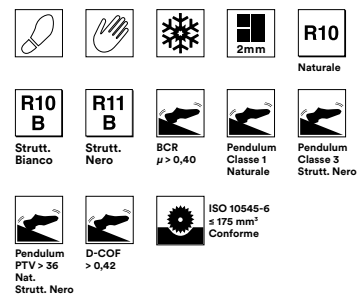 2mm
R10
Naturale
R10
B
R11
B
Strutt.
Bianco
Strutt.
Nero
BCR
μ > 0,40
Pendulum
Classe 1
Naturale
Pendulum
Classe 3
Strutt. Nero
Pendulum
PTV > 36
Nat.
Strutt. Nero
D-COF
> 0,42
ISO 10545-6
≤ 175 mm³
Conforme